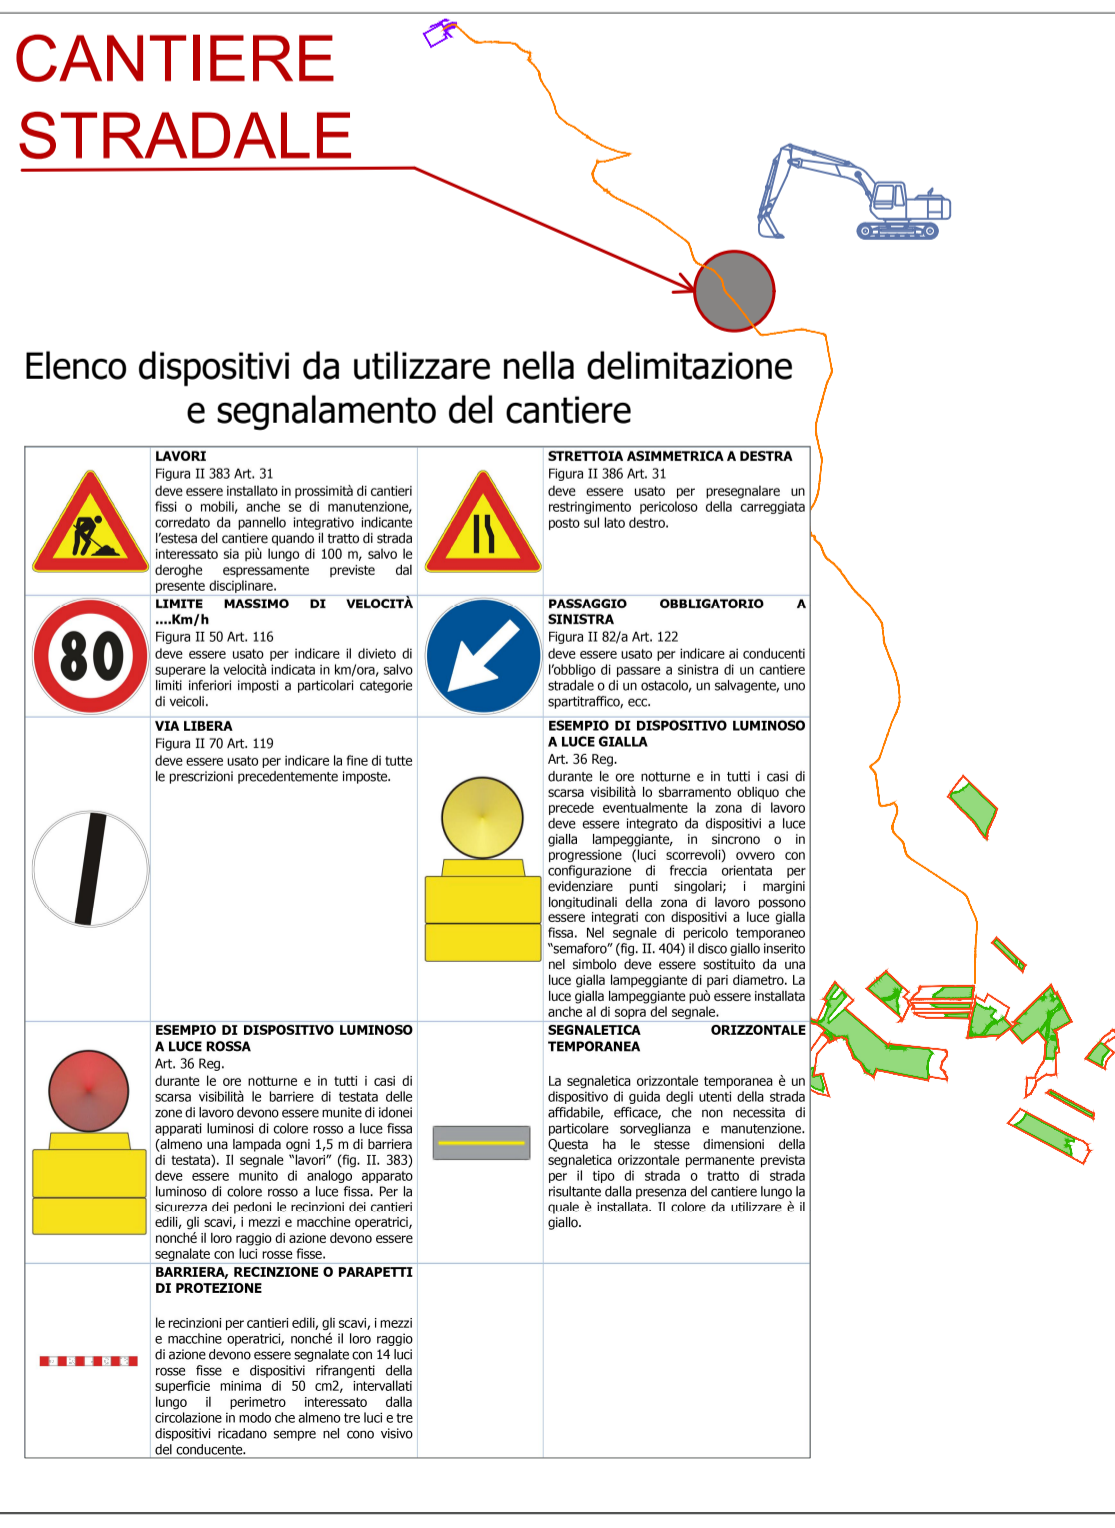 CANTIERE
STRADALE
Elenco dispositivi da utilizzare nella delimitazione
e segnalamento del cantiere
LAVORI
Figura II 383 Art. 31
deve essere installato in prossimità di cantieri
fissi o mobili, anche se di manutenzione,
corredato da pannello integrativo indicante
l'estesa del cantiere quando il tratto di strada
interessato sia più lungo di 100 m, salvo le
deroghe espressamente previste dal
presente disciplinare.
STRETTOIA ASIMMETRICA A DESTRA
Figura II 386 Art. 31
deve essere usato per presegnalare un
restringimento pericoloso della carreggiata
posto sul lato destro.
80
LIMITE MASSIMO DI VELOCITÀ
....Km/h
Figura II 50 Art. 116
deve essere usato per indicare il divieto di
superare la velocità indicata in km/ora, salvo
limiti inferiori imposti a particolari categorie
di veicoli.
PASSAGGIO OBBLIGATORIO A
SINISTRA
Figura II 82/a Art. 122
deve essere usato per indicare ai conducenti
l'obbligo di passare a sinistra di un cantiere
stradale o di un ostacolo, un salvagente, uno
spartitraffico, ecc.
VIA LIBERA
Figura II 70 Art. 119
deve essere usato per indicare la fine di tutte
le prescrizioni precedentemente imposte.
ESEMPIO DI DISPOSITIVO LUMINOSO
A LUCE GIALLA
Art. 36 Reg.
durante le ore notturne e in tutti i casi di
scarsa visibilità lo sbarramento obliquo che
precede eventualmente la zona di lavoro
deve essere integrato da dispositivi a luce
gialla lampeggiante, in sincrono o in
progressione (luci scorrevoli) ovvero con
configurazione di freccia orientata per
evidenziare punti singolari; i margini
longitudinali della zona di lavoro possono
essere integrati con dispositivi a luce gialla
fissa. Nel segnale di pericolo temporaneo
"semaforo" (fig. II. 404) il disco giallo inserito
nel simbolo deve essere sostituito da una
luce gialla lampeggiante di pari diametro. La
luce gialla lampeggiante può essere installata
anche al di sopra del segnale.
ESEMPIO DI DISPOSITIVO LUMINOSO
A LUCE ROSSA
Art. 36 Reg.
durante le ore notturne e in tutti i casi di
scarsa visibilità le barriere di testata delle
zone di lavoro devono essere munite di idonei
apparati luminosi di colore rosso a luce fissa
(almeno una lampada ogni 1,5 m di barriera
di testata). Il segnale "lavori" (fig. II. 383)
deve essere munito di analogo apparato
luminoso di colore rosso a luce fissa. Per la
sicurezza dei pedoni le recinzioni dei cantieri
edili, gli scavi, i mezzi e macchine operatrici,
nonché il loro raggio di azione devono essere
segnalate con luci rosse fisse.
SEGNALETICA ORIZZONTALE
TEMPORANEA
La segnaletica orizzontale temporanea è un
dispositivo di guida degli utenti della strada
affidabile, efficace, che non necessita di
particolare sorveglianza e manutenzione.
Questa ha le stesse dimensioni della
segnaletica orizzontale permanente prevista
per il tipo di strada o tratto di strada
risultante dalla presenza del cantiere lungo la
quale è installata. Il colore da utilizzare è il
giallo.
BARRIERA, RECINZIONE O PARAPETTI
DI PROTEZIONE
le recinzioni per cantieri edili, gli scavi, i mezzi
e macchine operatrici, nonché il loro raggio
di azione devono essere segnalate con 14 luci
rosse fisse e dispositivi rifrangenti della
superficie minima di 50 cm2, intervallati
lungo il perimetro interessato dalla
circolazione in modo che almeno tre luci e tre
dispositivi ricadano sempre nel cono visivo
del conducente.